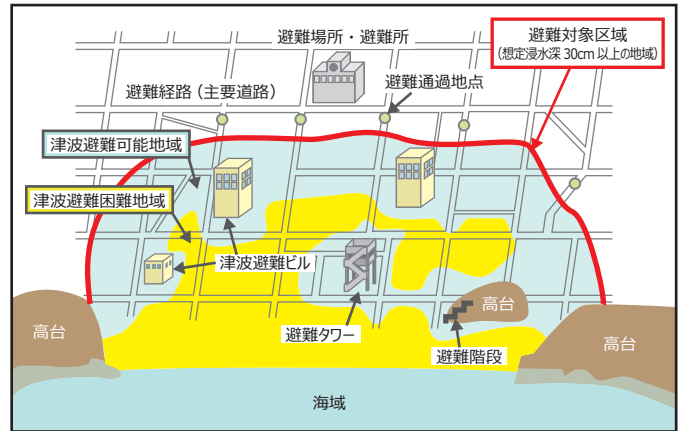 避難場所・避難所
避難対象区域
(想定浸水深30cm以上の地域)
避難通過地点
避難経路(主要道路)
津波避難可能地域
津波避難困難地域
津波避難ビル
高台
高台
高台
避難タワー
避難階段
海域